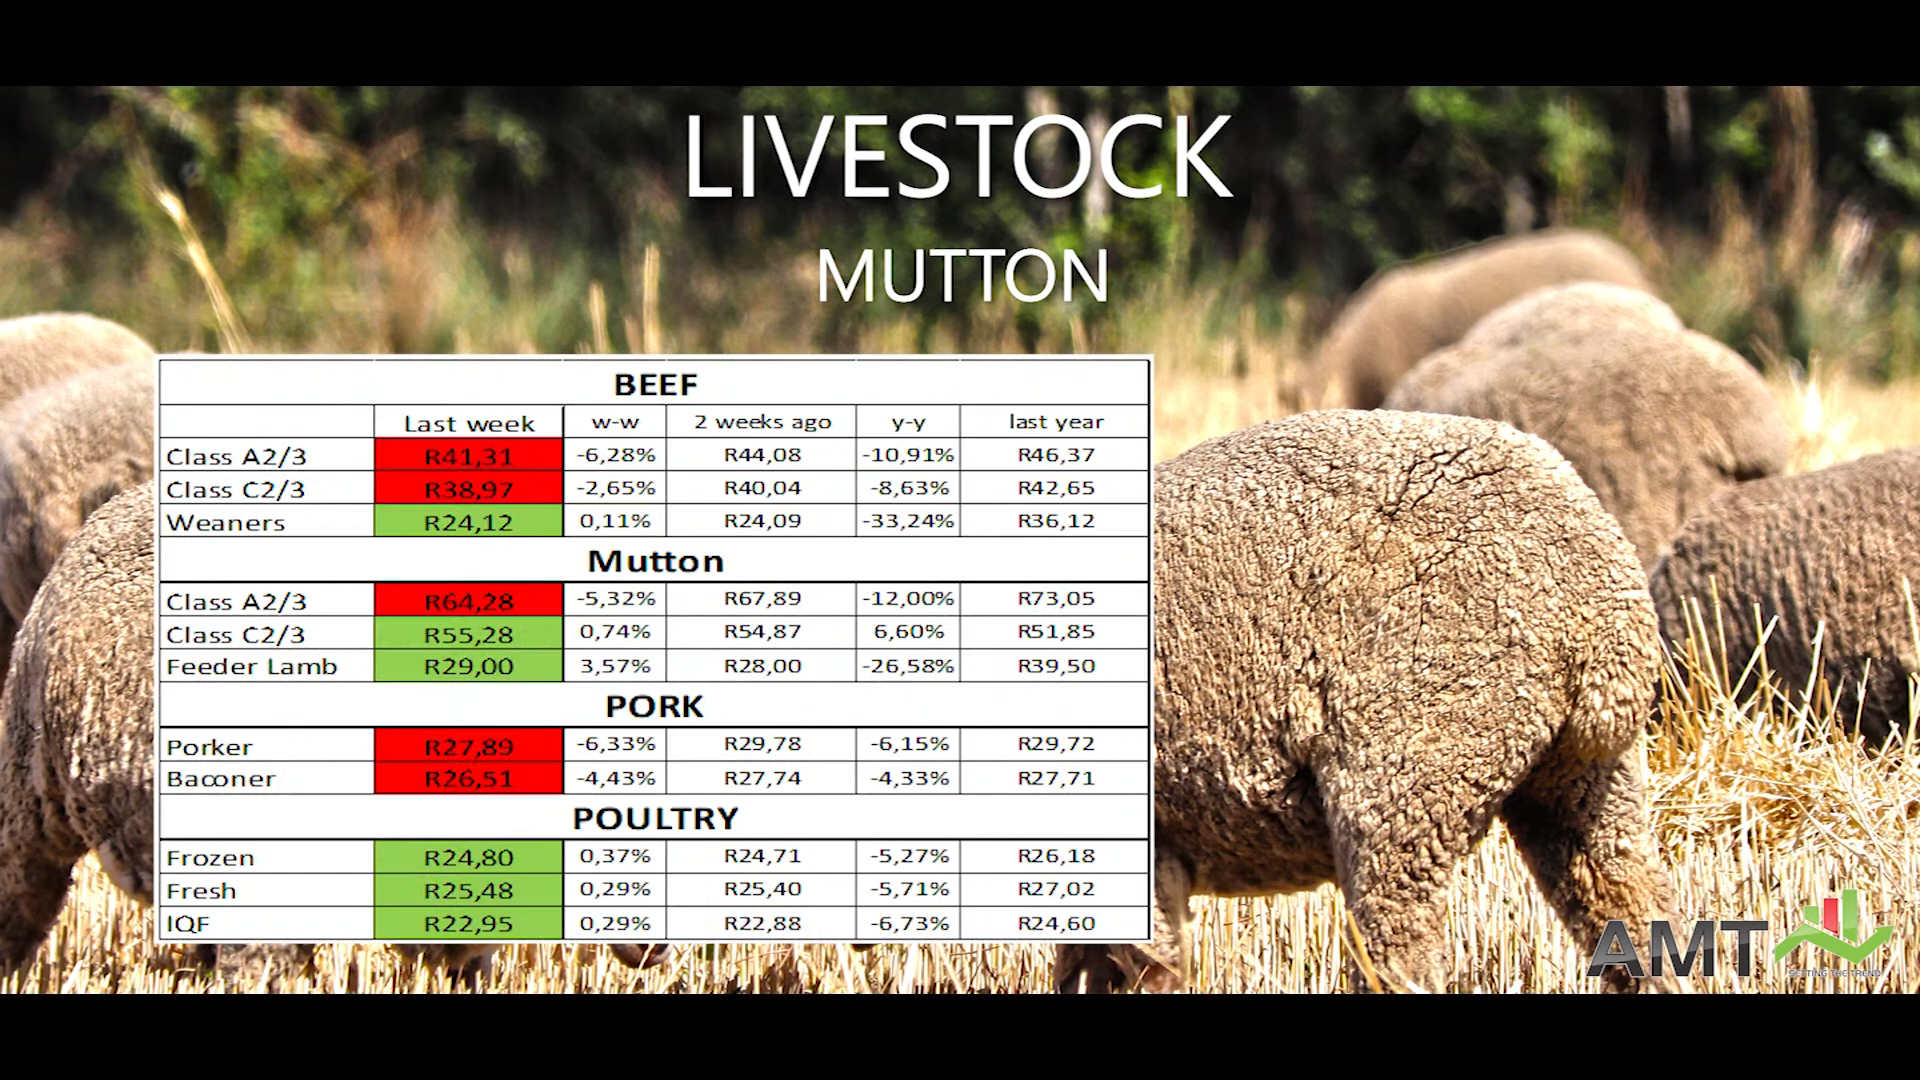 LIVESTOCK
MUTTON
BEEF
Last week w-w 2 weeks ago y-y last year
Class A2/3 R41,31 -6,28% R44,08 -10,91% R46,37
Class C2/3 R38,97 -2,65% R40,04 -8,63% R42,65
Weaners R24,12 0,11% R24,09 -33,24% R36,12
Mutton
Class A2/3 R64,28 -5,32% R67,89 -12,00% R73,05
Class C2/3 R55,28 0,74% R54,87 6,60% R51,85
Feeder Lamb R29,00 3,57% R28,00 -26,58% R39,50
PORK
Porker R27,89 -6,33% R29,78 -6,15% R29,72
Baconer R26,51 -4,43% R27,74 -4,33% R27,71
POULTRY
Frozen R24,80 0,37% R24,71 -5,27% R26,18
Fresh R25,48 0,29% R25,40 -5,71% R27,02
IQF R22,95 0,29% R22,88 -6,73% R24,60
AMT
SETTING THE TREND